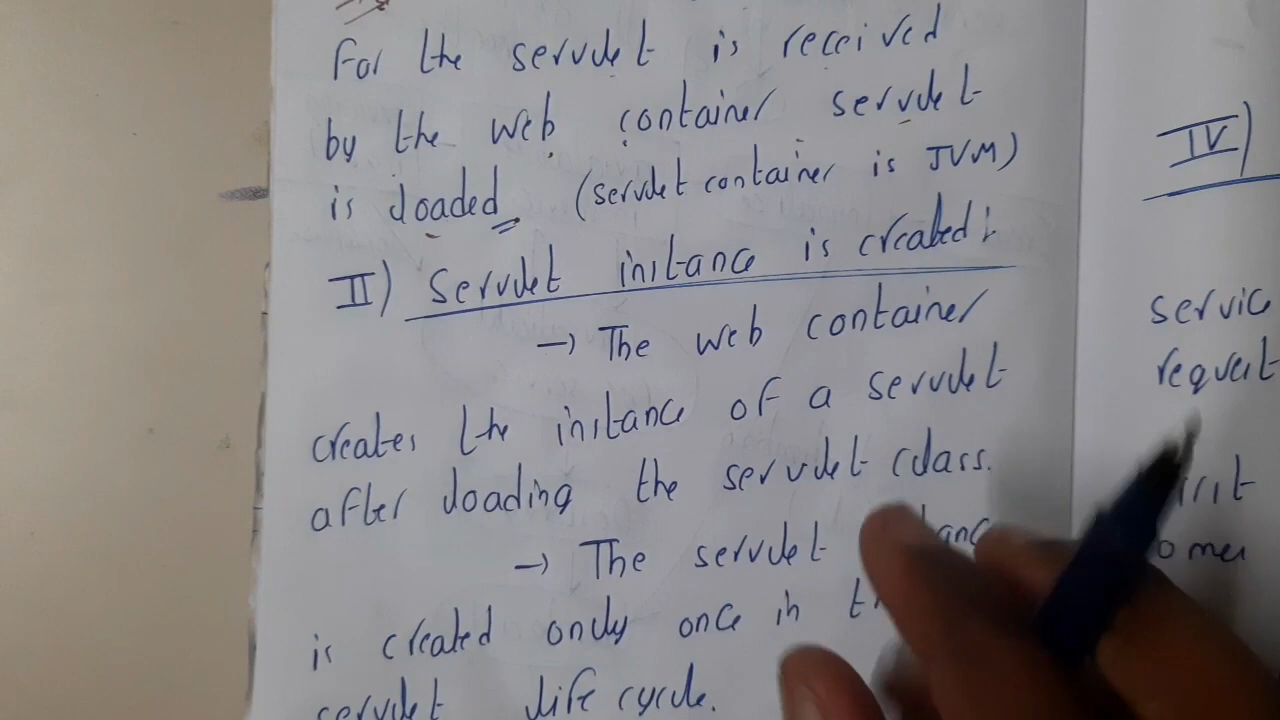 For the servlet is received
by the web container servlet
is loaded (servlet container is JVM)
II) Servlet instance is created:
→ The web container
creates the instance of a servlet
after loading the servlet class.
→ The servlet
is created only once in
servlet life cycle.
IV)
servic
request